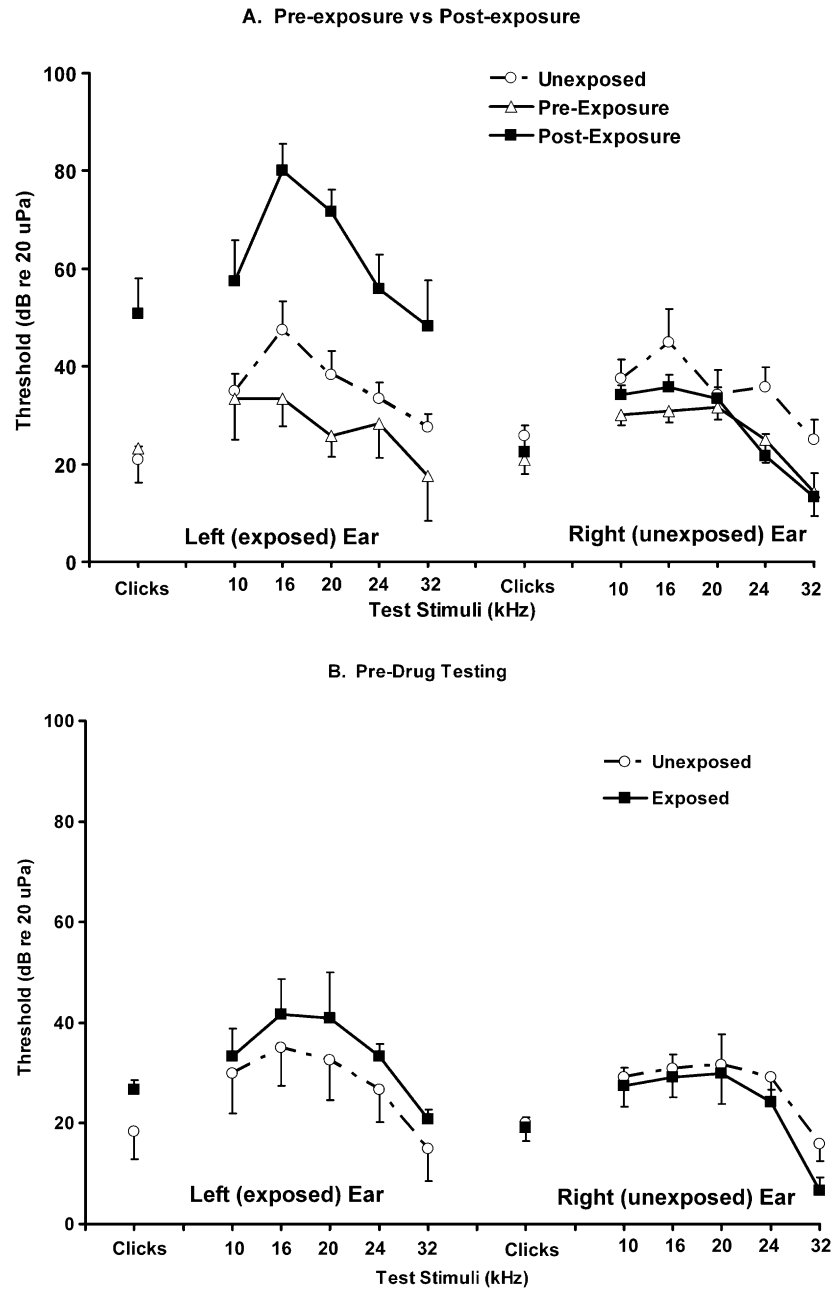 A. Pre-exposure vs Post-exposure
100
80
60
40
20
0
Threshold (dB re 20 uPa)
Unexposed
Pre-Exposure
Post-Exposure
Left (exposed) Ear
Right (unexposed) Ear
Clicks 10 16 20 24 32 Clicks 10 16 20 24 32
Test Stimuli (kHz)
B. Pre-Drug Testing
100
80
60
40
20
0
Threshold (dB re 20 uPa)
Unexposed
Exposed
Left (exposed) Ear
Right (unexposed) Ear
Clicks 10 16 20 24 32 Clicks 10 16 20 24 32
Test Stimuli (kHz)